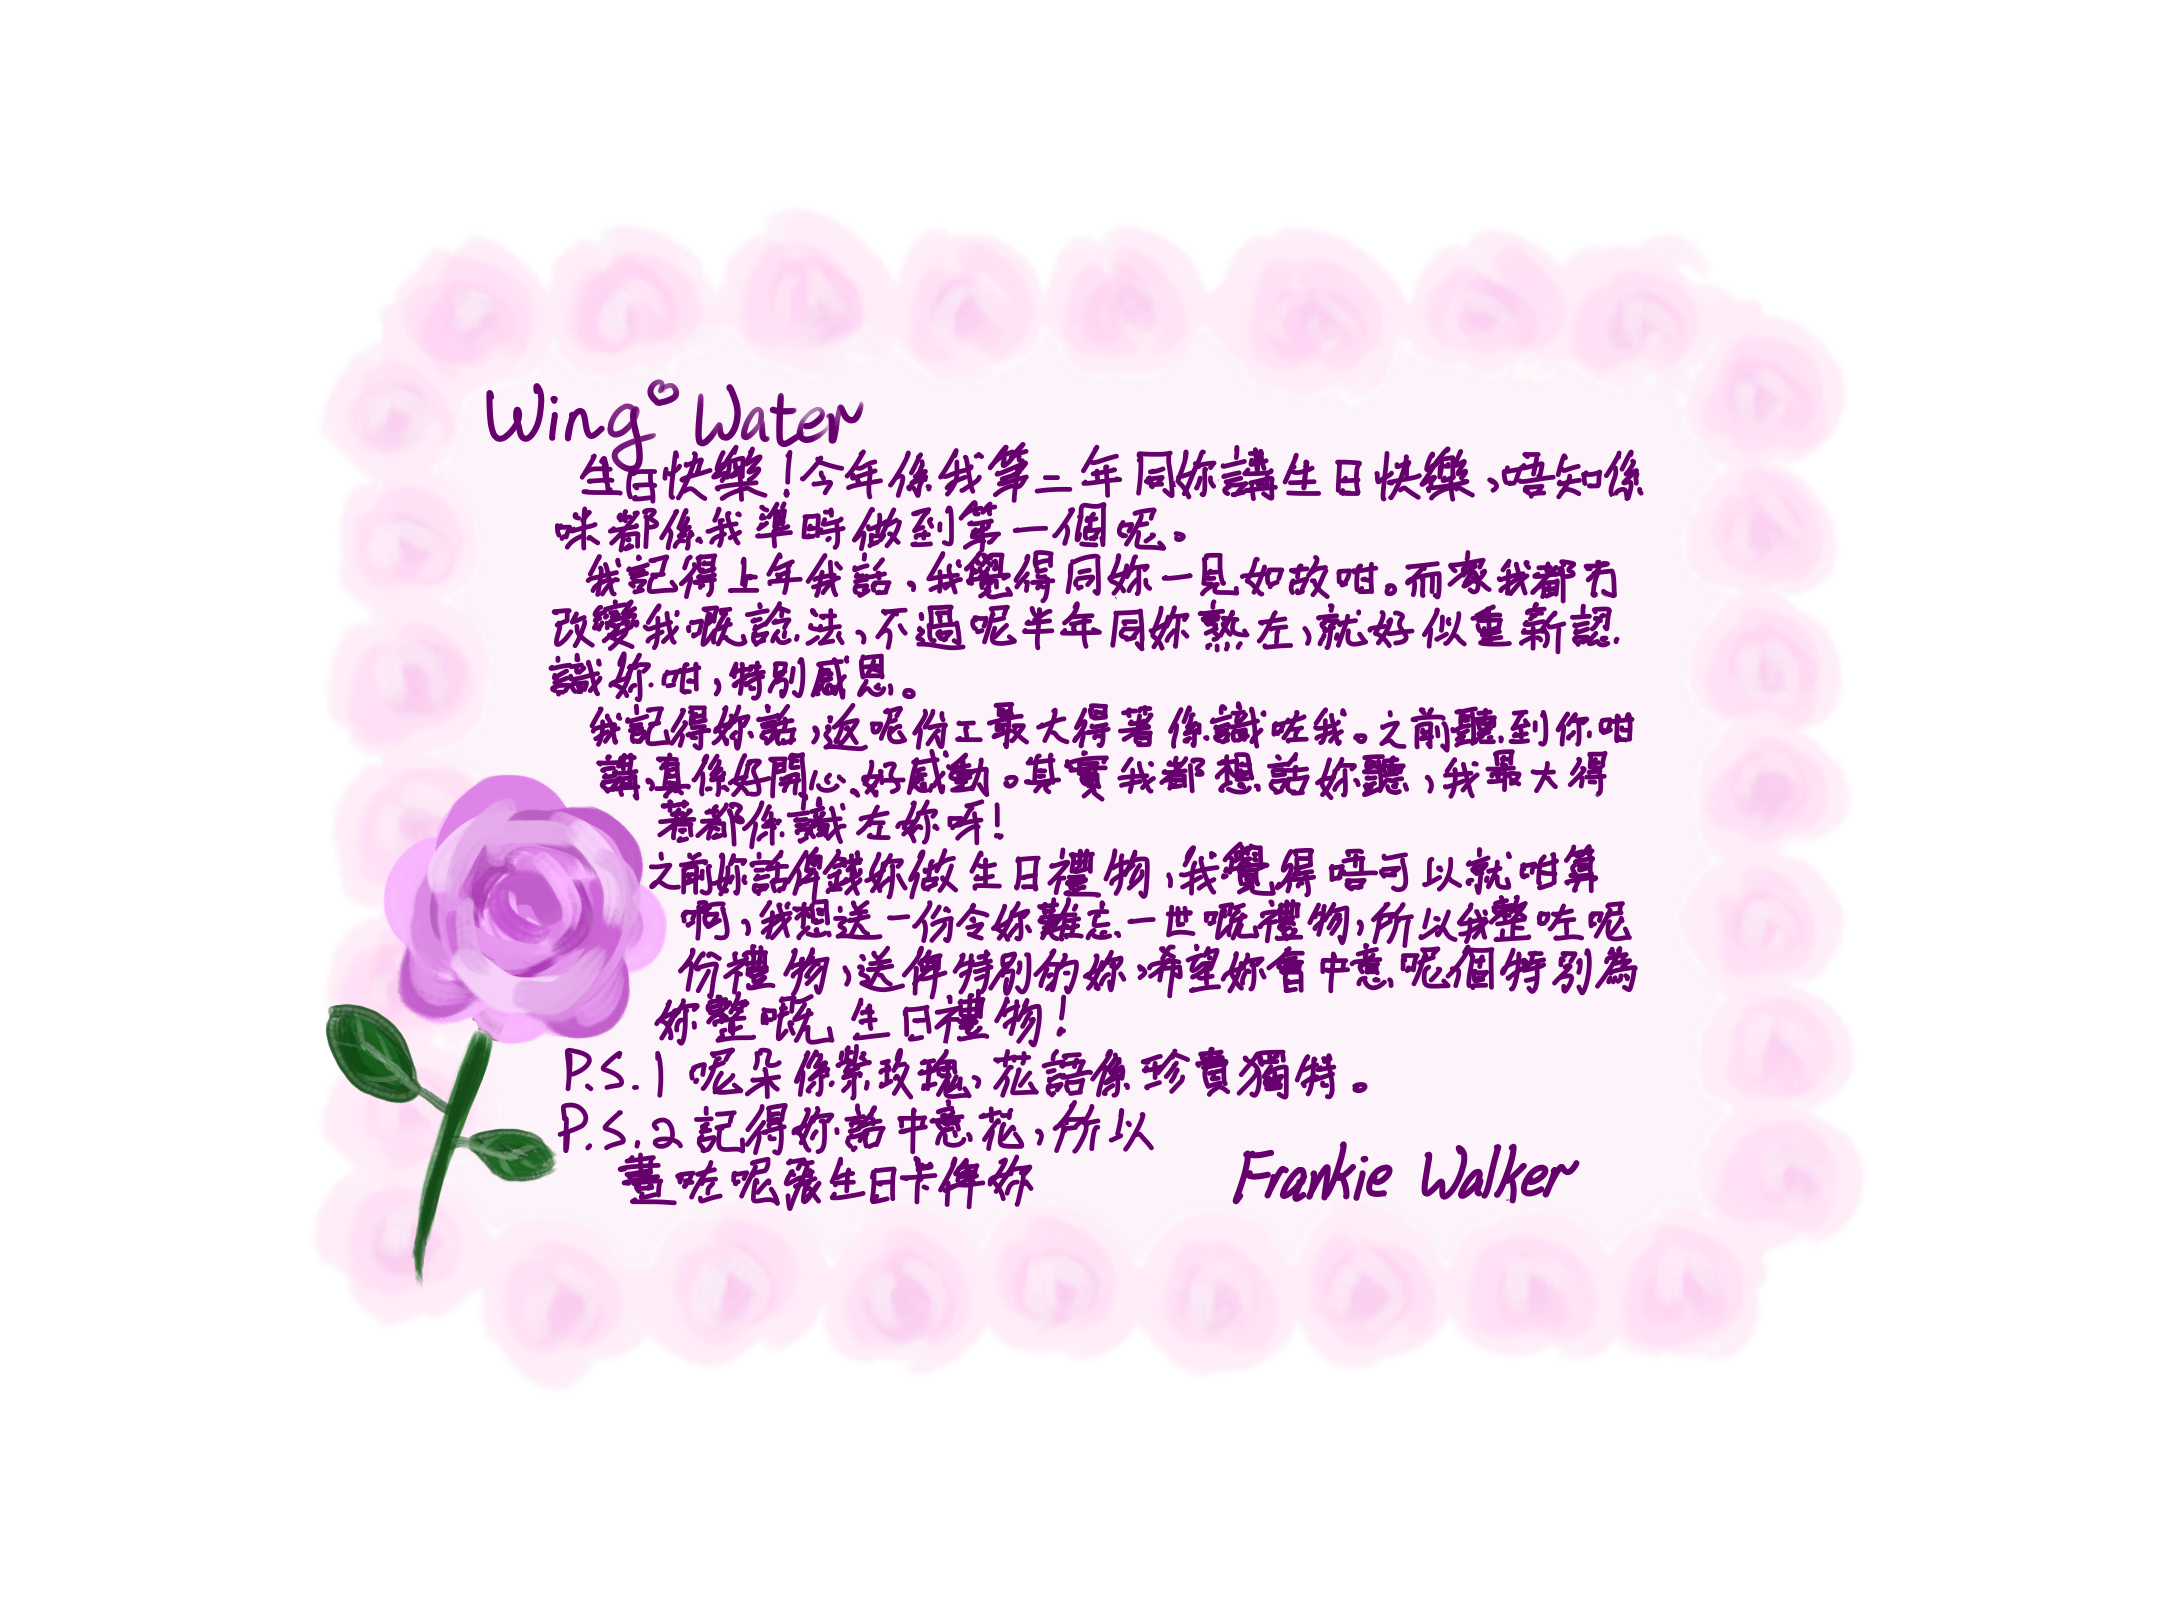 Wing Water
生日快樂！今年係我第二年同妳講生日快樂，唔知係
咪都係我準時做到第一個呢。
我記得上年我話，我覺得同妳一見如故咁。而家我都冇
改變我嘅諗法，不過呢半年同妳熟左，就好似重新認
識妳咁，特別感恩。
我記得妳話，返呢份工最大得著係識咗我。之前聽到你咁
講，真係好開心、好感動。其實我都想話妳聽，我最大得
著都係識左妳呀！
之前妳話俾錢妳做生日禮物，我覺得唔可以就咁算
啊，我想送一份令妳難忘一世嘅禮物，所以我整咗呢
份禮物，送俾特別的妳，希望妳會中意呢個特別為
妳整嘅生日禮物！
P.S.1 呢朵係紫玫瑰，花語係珍貴獨特。
P.S.2 記得妳話中意花，所以
畫咗呢張生日卡俾妳
Frankie Walker